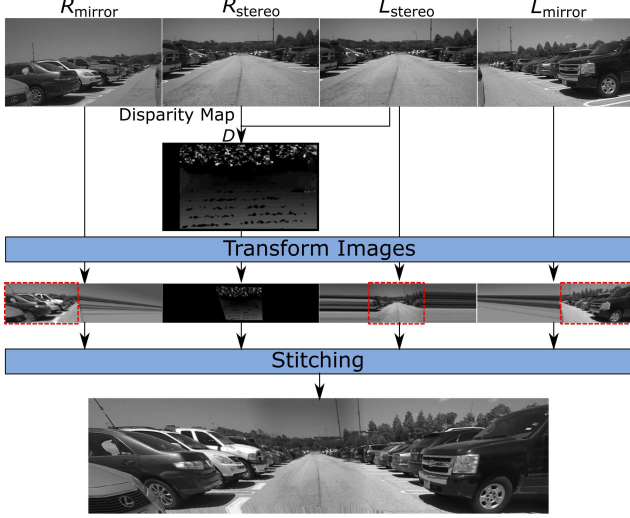 R_mirror R_stereo L_stereo L_mirror
Disparity Map
D
Transform Images
Stitching